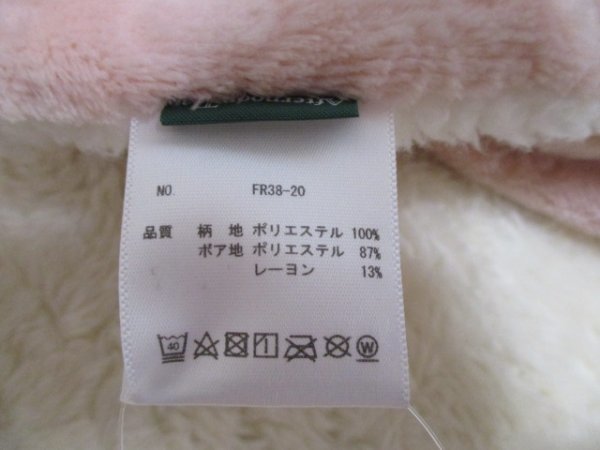 NO. FR38-20
品質 柄 地 ポリエステル 100%
ボア地 ポリエステル 87%
レーヨン 13%
40 W